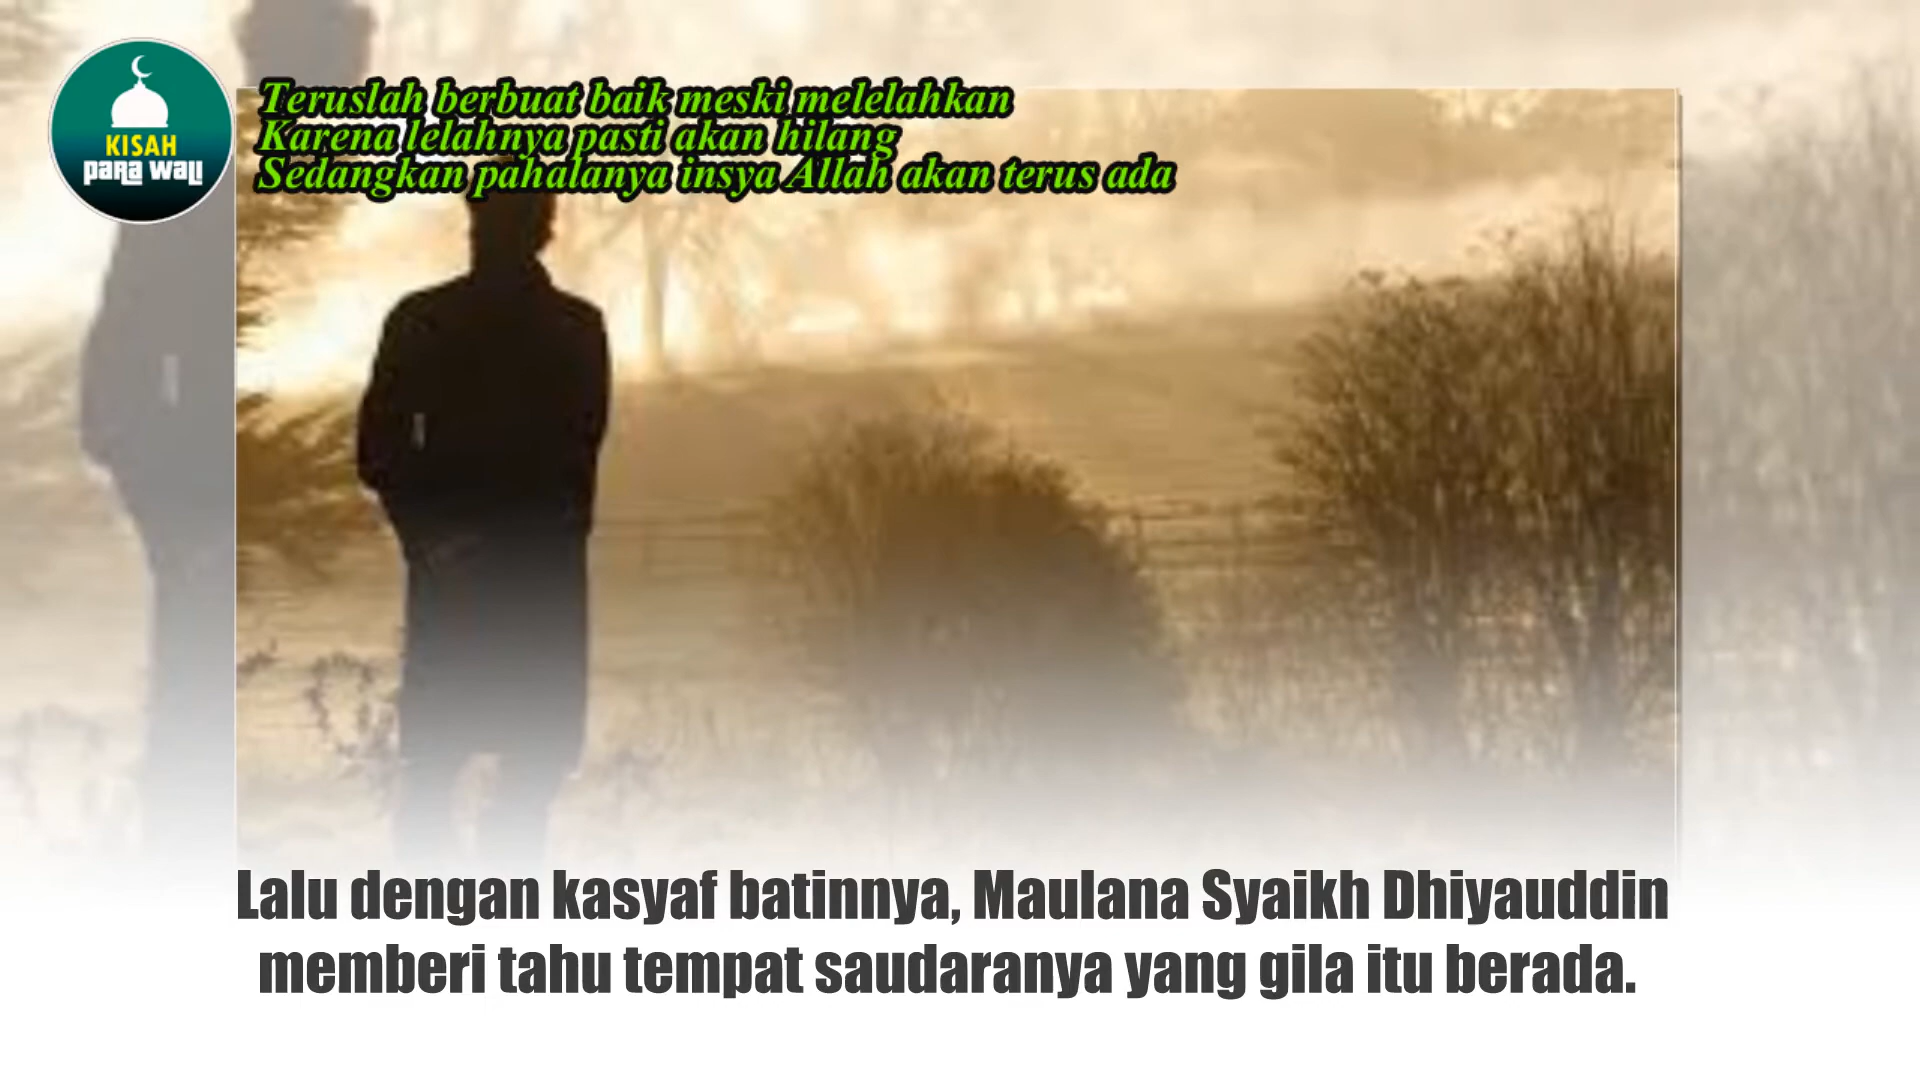 KISAH
PARA WALI
Teruslah berbuat baik meski melelahkan
Karena lelahnya pasti akan hilang
Sedangkan pahalanya insya Allah akan terus ada
Lalu dengan kasyaf batinnya, Maulana Syaikh Dhiyauddin
memberi tahu tempat saudaranya yang gila itu berada.